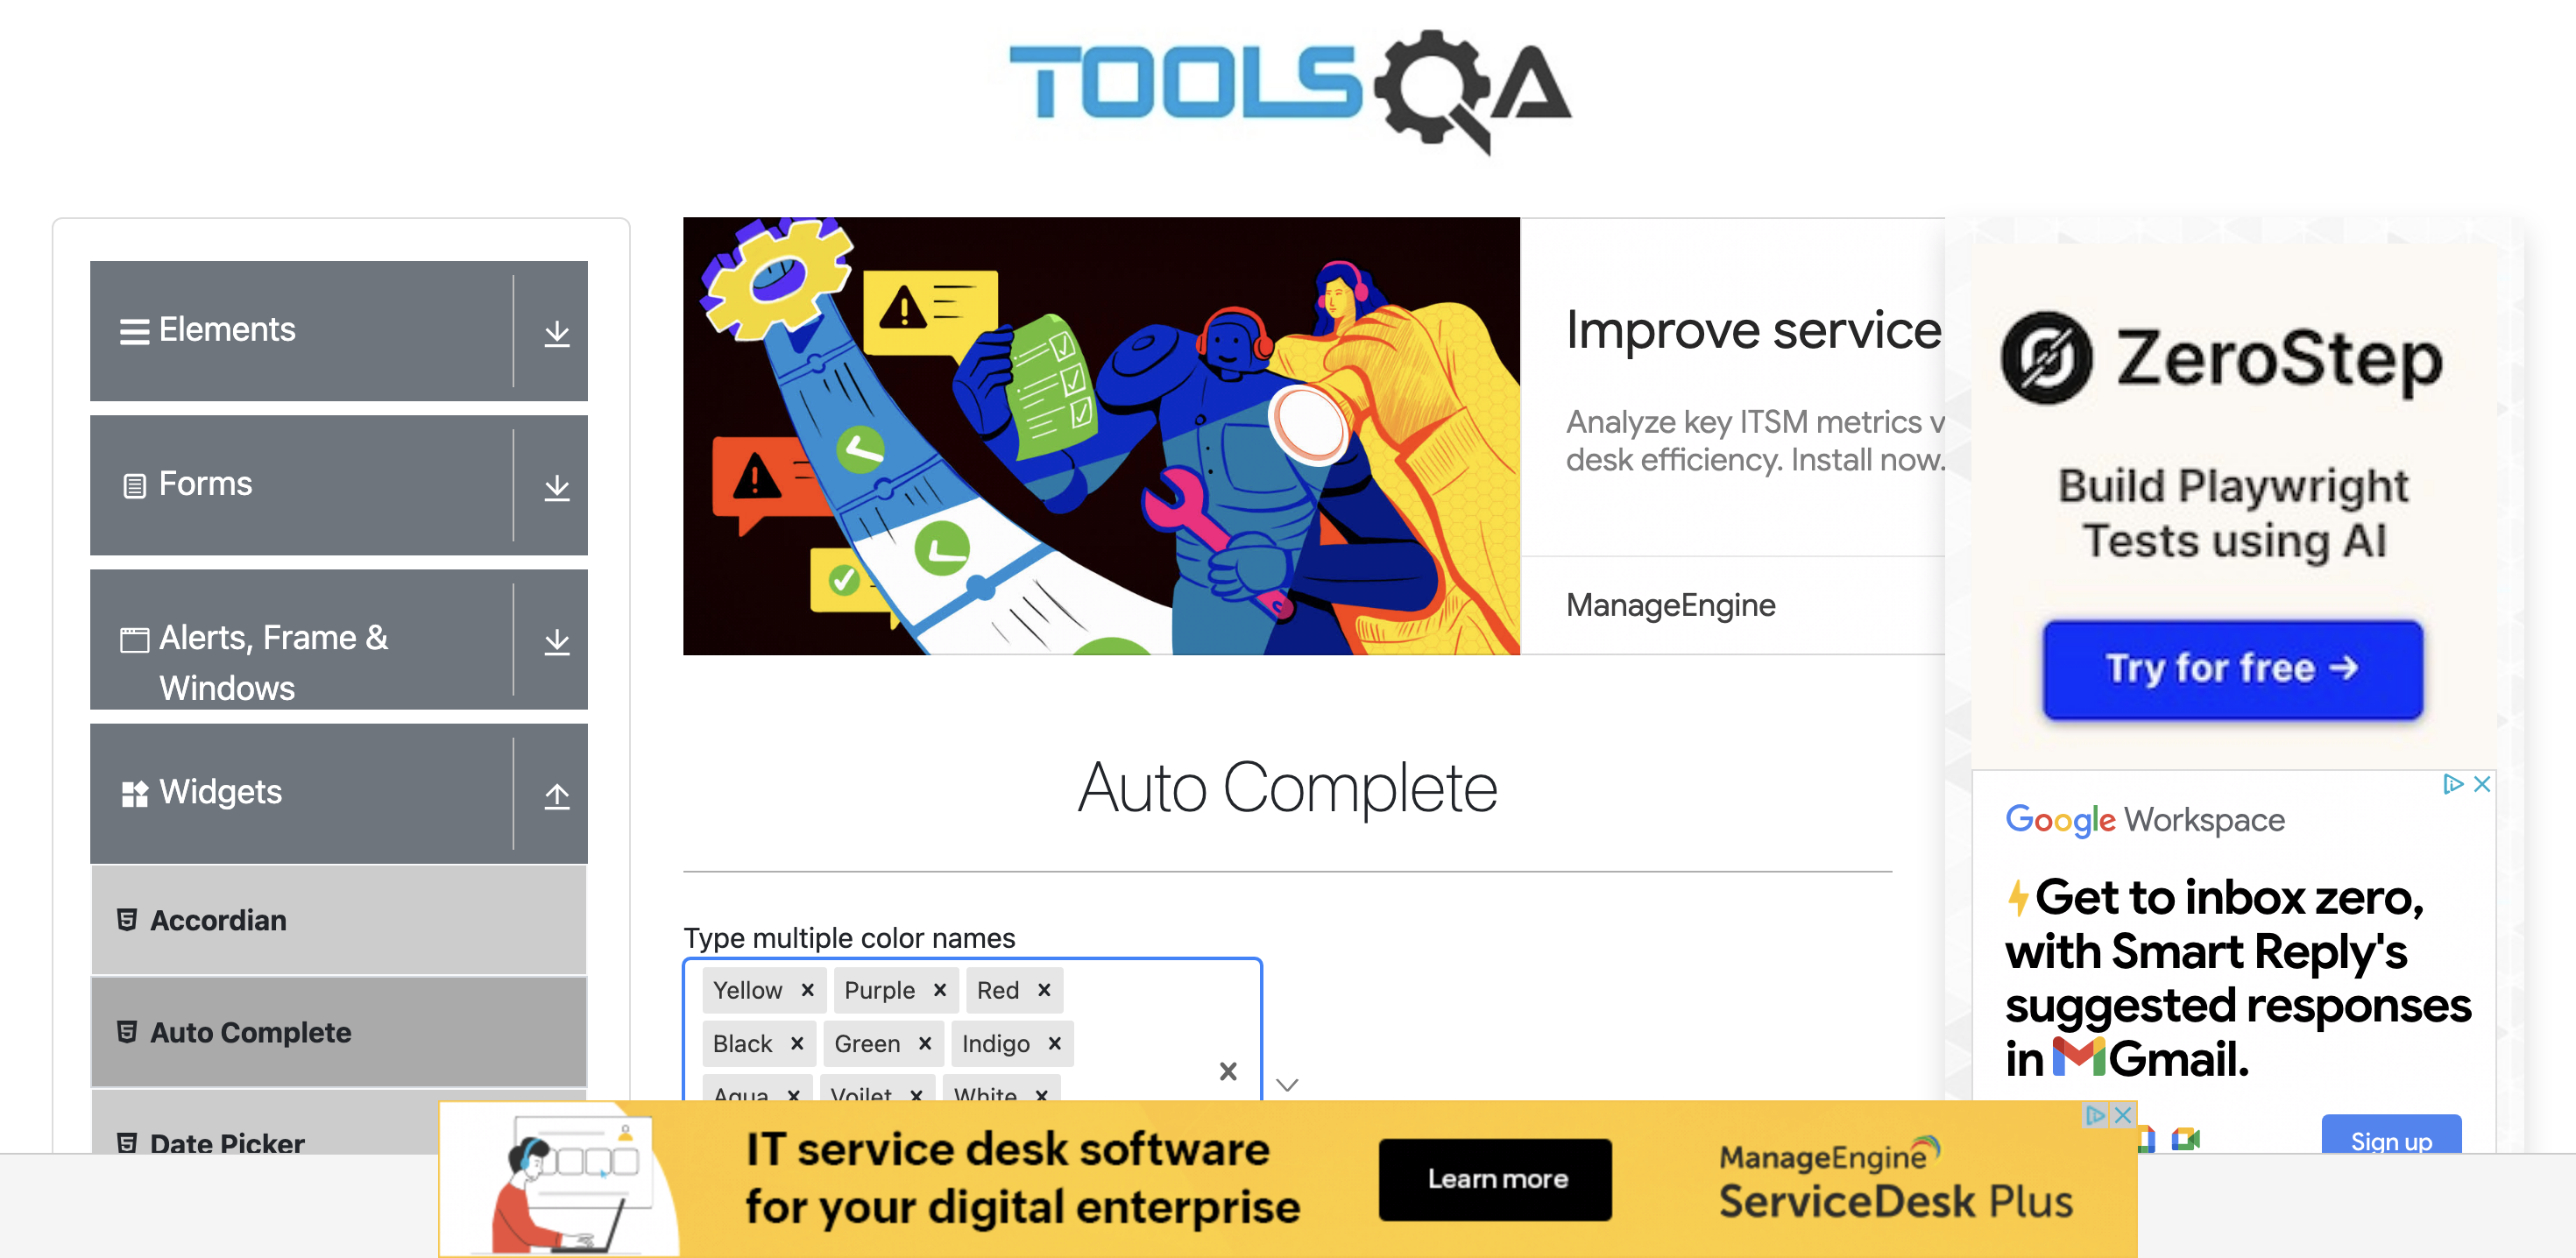 TOOLSQA
Elements
Forms
Alerts, Frame &
Windows
Widgets
Accordian
Auto Complete
Date Picker
Improve service
Analyze key ITSM metrics v
desk efficiency. Install now.
ManageEngine
Auto Complete
Type multiple color names
Yellow × Purple × Red ×
Black × Green × Indigo ×
Aqua × Voilet × White ×
ZeroStep
Build Playwright
Tests using AI
Try for free →
Google Workspace
⚡Get to inbox zero,
with Smart Reply's
suggested responses
in Gmail.
Sign up
IT service desk software
for your digital enterprise
Learn more
ManageEngine
ServiceDesk Plus